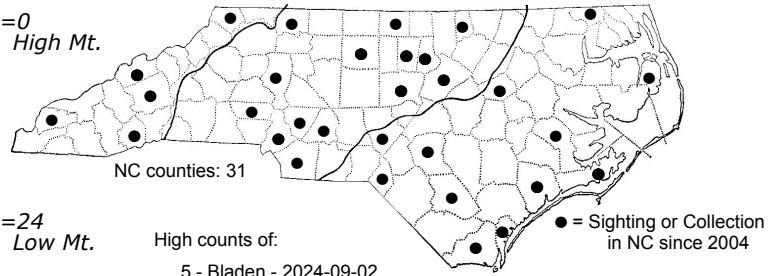 =0
High Mt.
NC counties: 31
=24
Low Mt.
High counts of:
5 - Bladen - 2024-09-02
● = Sighting or Collection
in NC since 2004